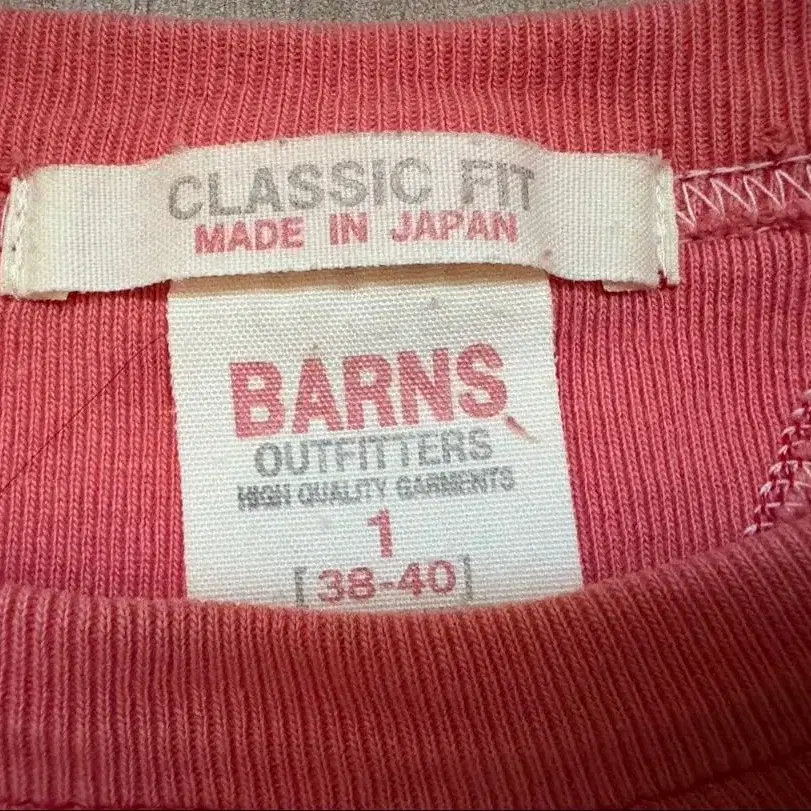 CLASSIC FIT
MADE IN JAPAN
BARNS
OUTFITTERS
HIGH QUALITY GARMENTS
1
[38-40]